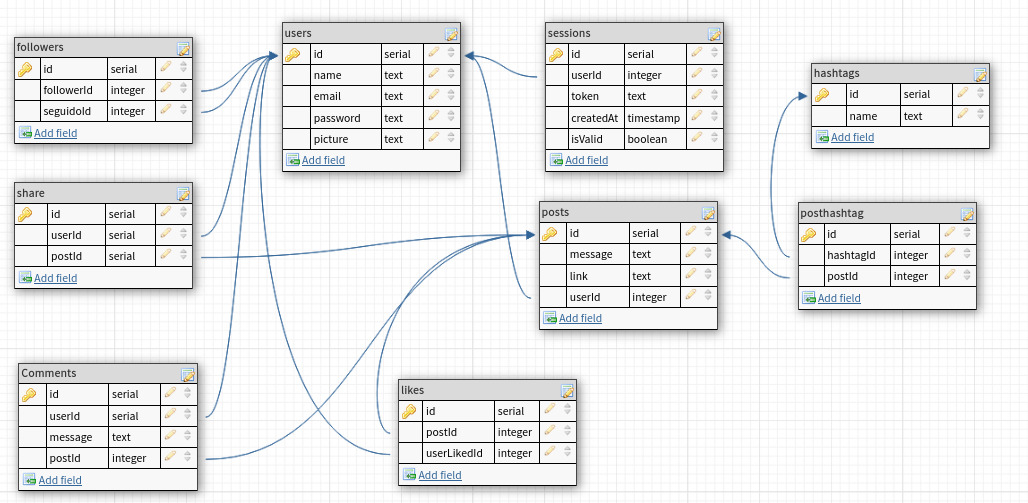 followers
id serial
followerId integer
seguidoId integer
Add field
users
id serial
name text
email text
password text
picture text
Add field
sessions
id serial
userId integer
token text
createdAt timestamp
isValid boolean
Add field
hashtags
id serial
name text
Add field
share
id serial
userId serial
postId serial
Add field
posts
id serial
message text
link text
userId integer
Add field
posthashtag
id serial
hashtagId integer
postId integer
Add field
Comments
id serial
userId serial
message text
postId integer
Add field
likes
id serial
postId integer
userLikedId integer
Add field